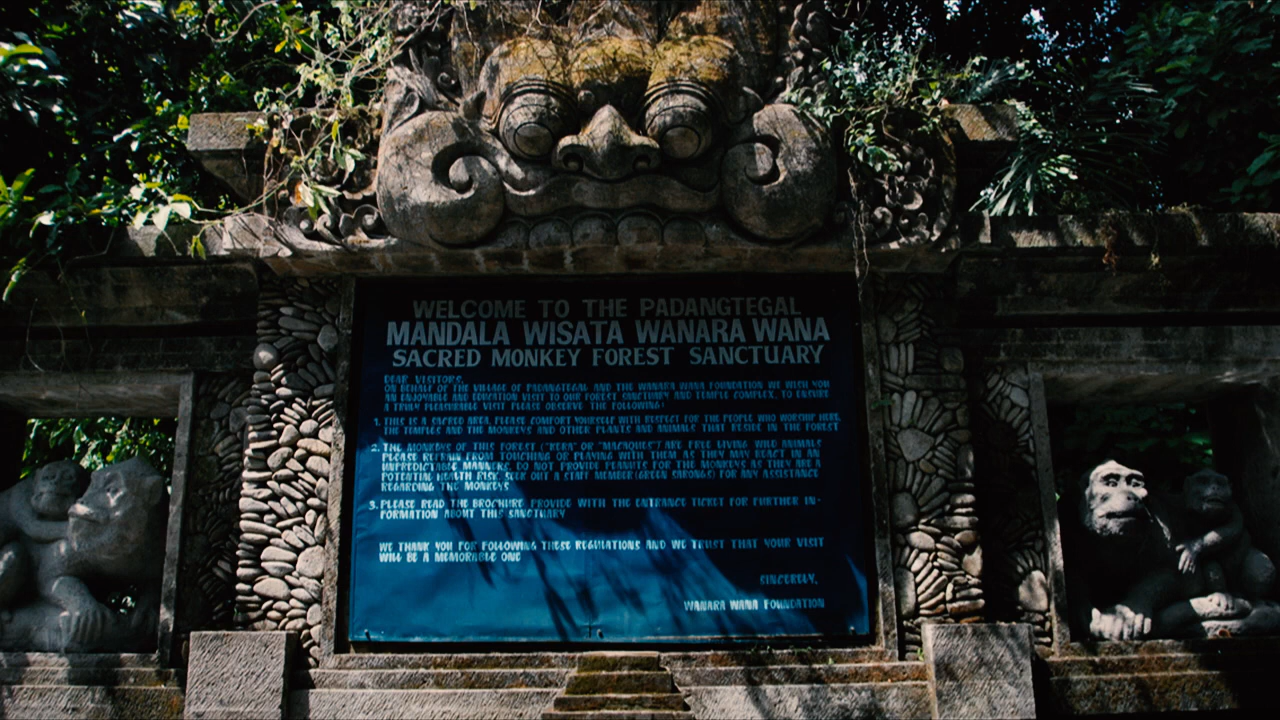 WELCOME TO THE PADANGTEGAL
MANDALA WISATA WANARA WANA
SACRED MONKEY FOREST SANCTUARY
DEAR VISITORS,
ON BEHALF OF THE VILLAGE OF PADANGTEGAL AND THE WANARA WANA FOUNDATION WE WISH YOU
AN ENJOYABLE AND EDUCATION VISIT TO OUR FOREST SANCTUARY AND TEMPLE COMPLEX. TO ENSURE
A TRULY PLEASURABLE VISIT PLEASE OBSERVE THE FOLLOWING:
1. THIS IS A SACRED AREA. PLEASE COMFORT YOURSELF WITH RESPECT FOR THE PEOPLE WHO WORSHIP HERE,
THE TEMPLES AND THE MONKEYS AND OTHER PLANTS AND ANIMALS THAT RESIDE IN THE FOREST
2. THE MONKEYS OF THIS FOREST ("KERA" OR "MACAQUES") ARE FREE LIVING WILD ANIMALS
PLEASE REFRAIN FROM TOUCHING OR PLAYING WITH THEM AS THEY MAY REACT IN AN
UNPREDICTABLE MANNERS. DO NOT PROVIDE PEANUTS FOR THE MONKEYS AS THEY ARE A
POTENTIAL HEALTH RISK. SEEK OUT A STAFF MEMBER (GREEN SARONGS) FOR ANY ASSISTANCE
REGARDING THE MONKEYS
3. PLEASE READ THE BROCHURE PROVIDE WITH THE ENTRANCE TICKET FOR FURTHER IN-
FORMATION ABOUT THIS SANCTUARY
WE THANK YOU FOR FOLLOWING THESE REGULATIONS AND WE TRUST THAT YOUR VISIT
WILL BE A MEMORABLE ONE
SINCERELY,
WANARA WANA FOUNDATION